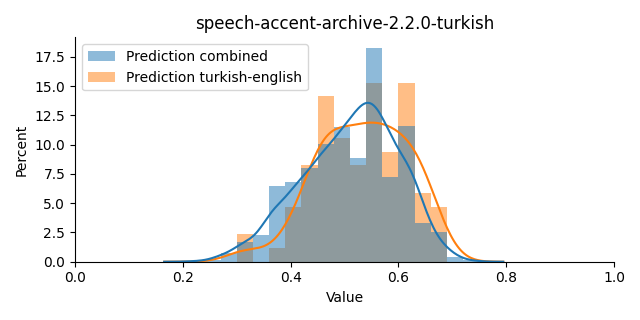 speech-accent-archive-2.2.0-turkish
Prediction combined
Prediction turkish-english
Percent
17.5
15.0
12.5
10.0
7.5
5.0
2.5
0.0
0.0 0.2 0.4 0.6 0.8 1.0
Value